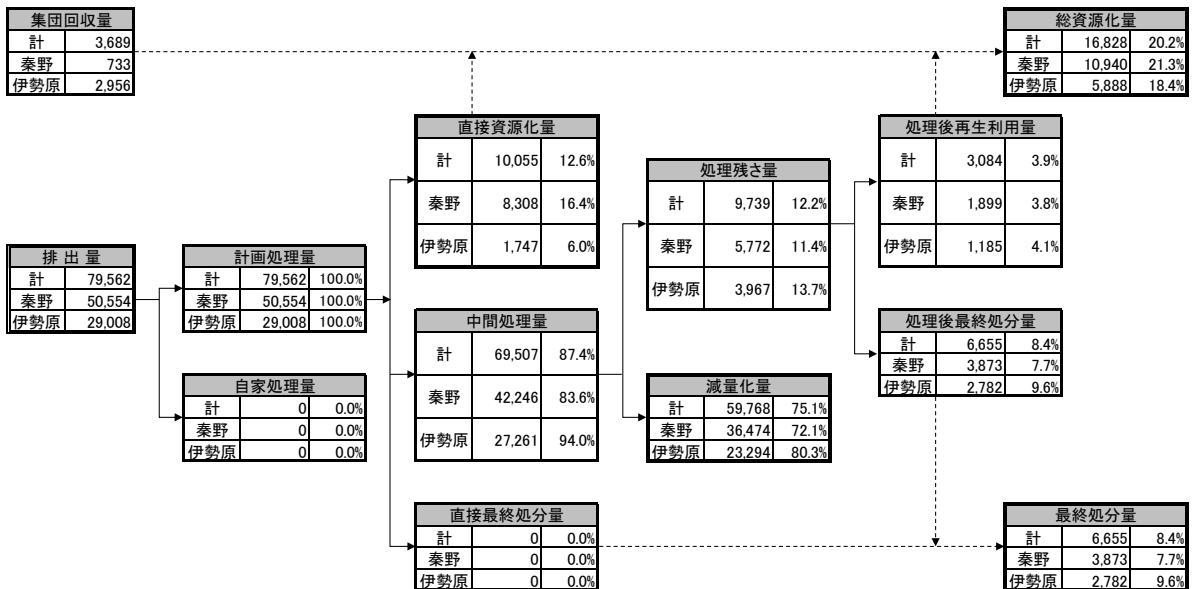 集団回収量
計 3,689
秦野 733
伊勢原 2,956
総資源化量
計 16,828 20.2%
秦野 10,940 21.3%
伊勢原 5,888 18.4%
直接資源化量
計 10,055 12.6%
秦野 8,308 16.4%
伊勢原 1,747 6.0%
処理後再生利用量
計 3,084 3.9%
秦野 1,899 3.8%
伊勢原 1,185 4.1%
処理残さ量
計 9,739 12.2%
秦野 5,772 11.4%
伊勢原 3,967 13.7%
排 出 量
計 79,562
秦野 50,554
伊勢原 29,008
計画処理量
計 79,562 100.0%
秦野 50,554 100.0%
伊勢原 29,008 100.0%
中間処理量
計 69,507 87.4%
秦野 42,246 83.6%
伊勢原 27,261 94.0%
処理後最終処分量
計 6,655 8.4%
秦野 3,873 7.7%
伊勢原 2,782 9.6%
自家処理量
計 0 0.0%
秦野 0 0.0%
伊勢原 0 0.0%
減量化量
計 59,768 75.1%
秦野 36,474 72.1%
伊勢原 23,294 80.3%
直接最終処分量
計 0 0.0%
秦野 0 0.0%
伊勢原 0 0.0%
最終処分量
計 6,655 8.4%
秦野 3,873 7.7%
伊勢原 2,782 9.6%